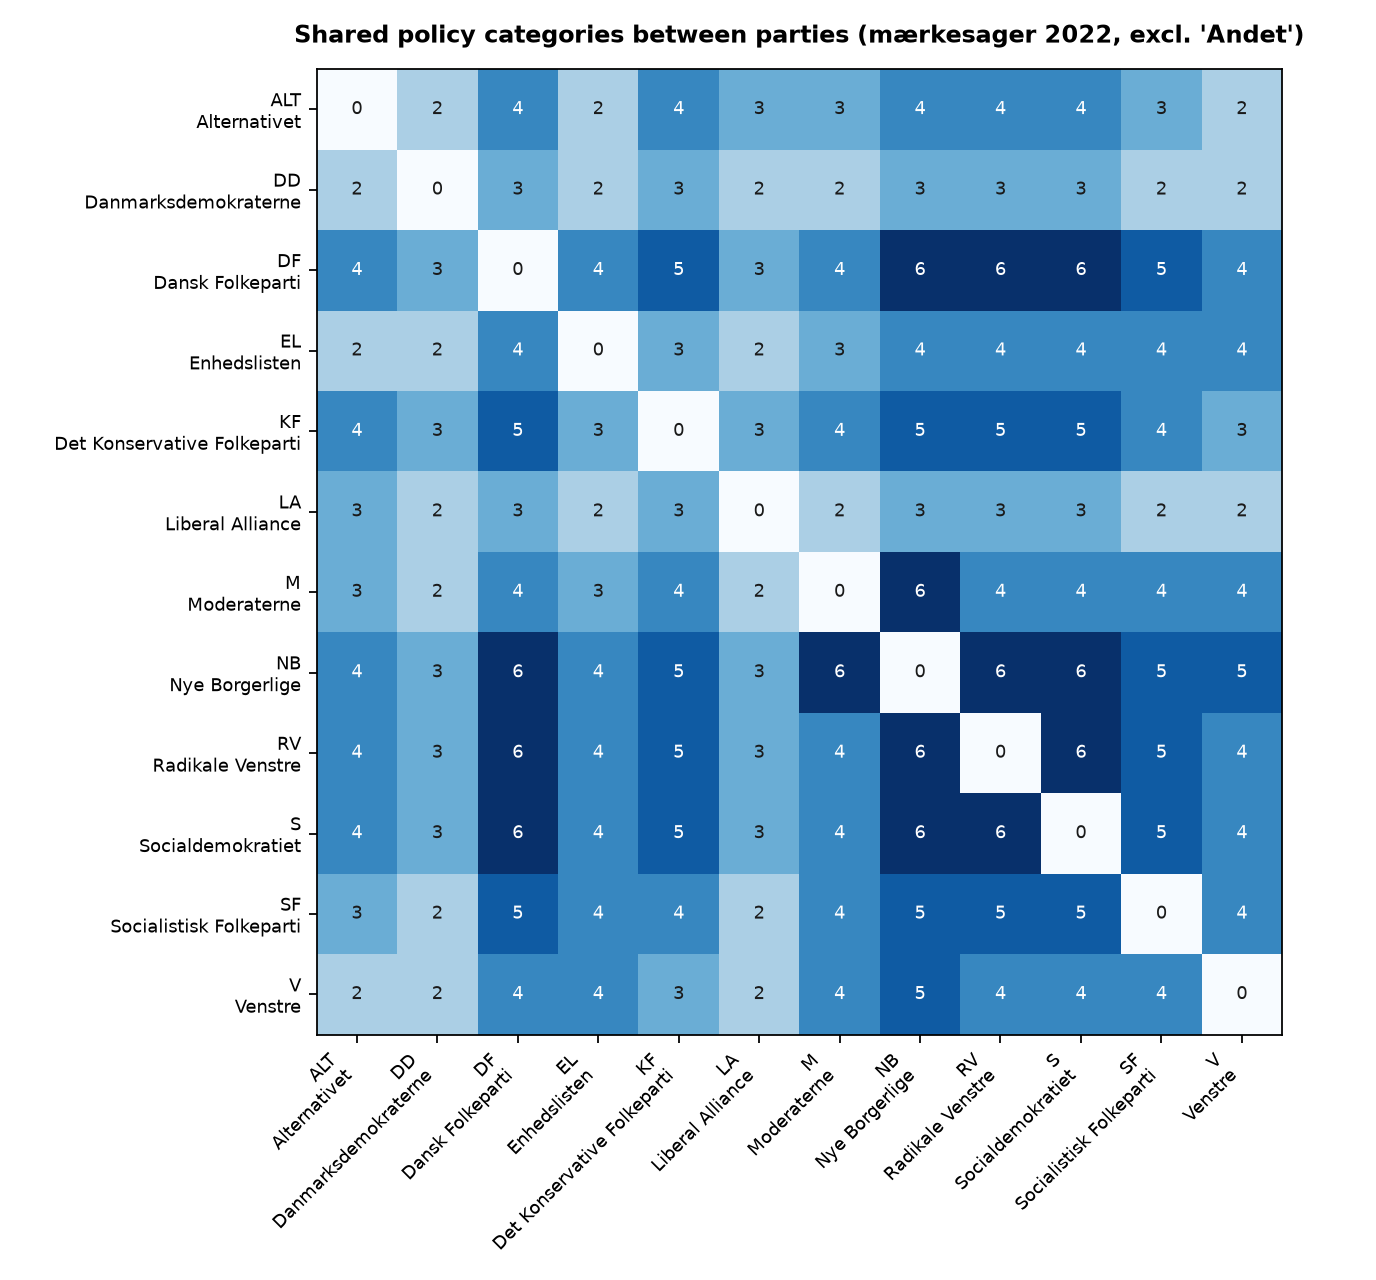 Shared policy categories between parties (mærkesager 2022, excl. 'Andet')
ALT
Alternativet
0 2 4 2 4 3 3 4 4 4 3 2
DD
Danmarksdemokraterne
2 0 3 2 3 2 2 3 3 3 2 2
DF
Dansk Folkeparti
4 3 0 4 5 3 4 6 6 6 5 4
EL
Enhedslisten
2 2 4 0 3 2 3 4 4 4 4 4
KF
Det Konservative Folkeparti
4 3 5 3 0 3 4 5 5 5 4 3
LA
Liberal Alliance
3 2 3 2 3 0 2 3 3 3 2 2
M
Moderaterne
3 2 4 3 4 2 0 6 4 4 4 4
NB
Nye Borgerlige
4 3 6 4 5 3 6 0 6 6 5 5
RV
Radikale Venstre
4 3 6 4 5 3 4 6 0 6 5 4
S
Socialdemokratiet
4 3 6 4 5 3 4 6 6 0 5 4
SF
Socialistisk Folkeparti
3 2 5 4 4 2 4 5 5 5 0 4
V
Venstre
2 2 4 4 3 2 4 5 4 4 4 0
ALT
Alternativet
DD
Danmarksdemokraterne
DF
Dansk Folkeparti
EL
Enhedslisten
KF
Det Konservative Folkeparti
LA
Liberal Alliance
M
Moderaterne
NB
Nye Borgerlige
RV
Radikale Venstre
S
Socialdemokratiet
SF
Socialistisk Folkeparti
V
Venstre